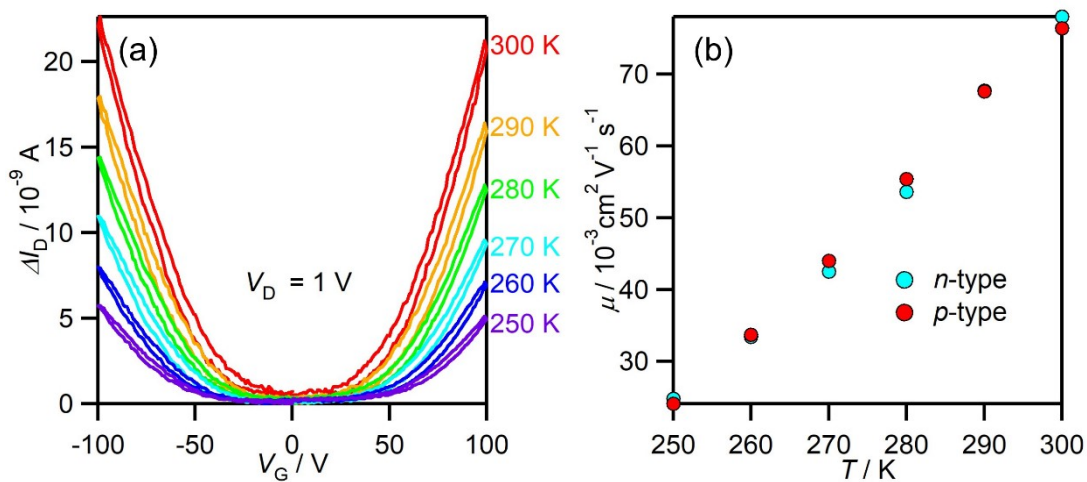 (a)
300 K
290 K
280 K
270 K
260 K
250 K
V_D = 1 V
ΔI_D / 10⁻⁹ A
20
15
10
5
0
-100
-50
0
50
100
V_G / V
(b)
70
60
50
40
30
μ / 10⁻³ cm² V⁻¹ s⁻¹
n-type
p-type
250
260
270
280
290
300
T / K